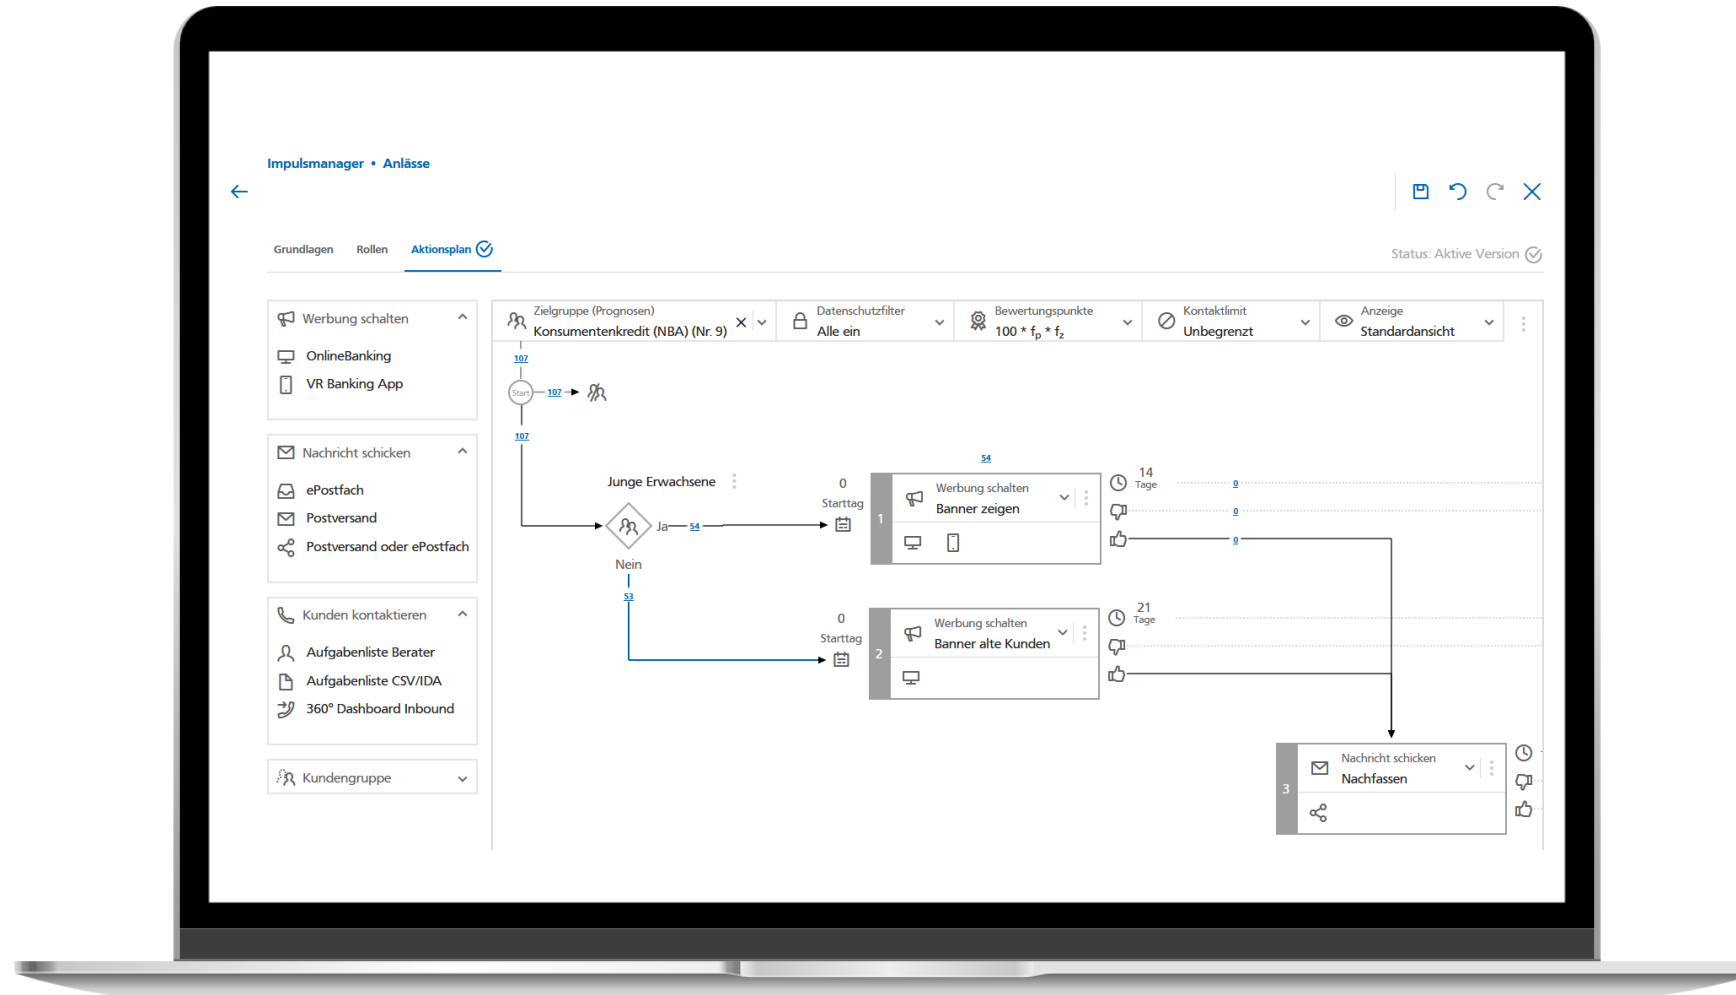 Impulsmanager • Anlässe
Grundlagen Rollen Aktionsplan
Status: Aktive Version
Werbung schalten
OnlineBanking
VR Banking App
Nachricht schicken
ePostfach
Postversand
Postversand oder ePostfach
Kunden kontaktieren
Aufgabenliste Berater
Aufgabenliste CSV/IDA
360° Dashboard Inbound
Kundengruppe
Zielgruppe (Prognosen)
Konsumentenkredit (NBA) (Nr. 9)
Datenschutzfilter
Alle ein
Bewertungspunkte
100 * fp * fz
Kontaktlimit
Unbegrenzt
Anzeige
Standardansicht
107
Start 107
107
Junge Erwachsene
Ja 54
Nein
53
0
Starttag
54
1
Werbung schalten
Banner zeigen
14
Tage
0
0
0
0
Starttag
2
Werbung schalten
Banner alte Kunden
21
Tage
3
Nachricht schicken
Nachfassen